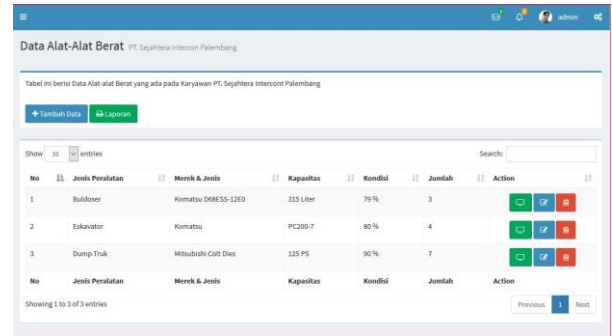 admin
Data Alat-Alat Berat PT. Sejahtera Intercon Palembang
Tabel ini berisi Data Alat-alat Berat yang ada pada Karyawan PT. Sejahtera Intercont Palembang
Tambah Data Laporan
Show 10 entries Search:
No Jenis Peralatan Merek & Jenis Kapasitas Kondisi Jumlah Action
1 Buldoser Komatsu D68ESS-12E0 315 Liter 79 % 3
2 Eskavator Komatsu PC200-7 80 % 4
3 Dump Truk Mitsubishi Colt Dies 125 PS 90 % 7
No Jenis Peralatan Merek & Jenis Kapasitas Kondisi Jumlah Action
Showing 1 to 3 of 3 entries Previous 1 Next